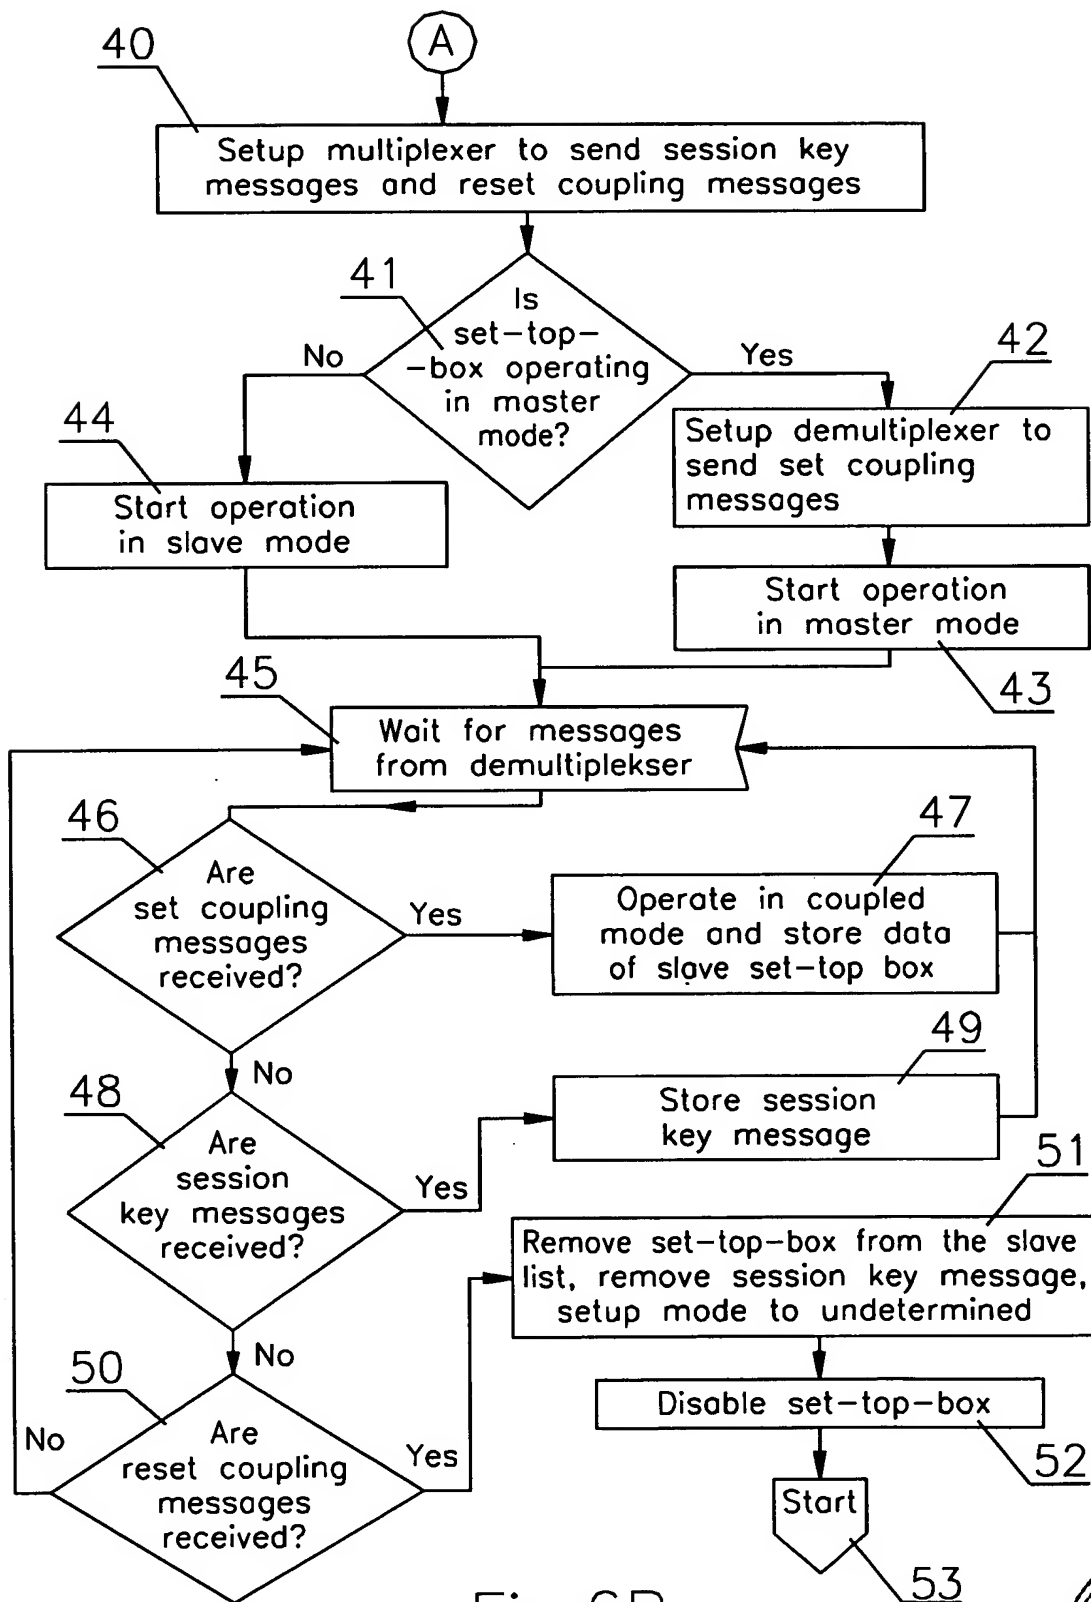 A
40
Setup multiplexer to send session key
messages and reset coupling messages
41
Is
set-top-
-box operating
in master
mode?
No
Yes
42
Setup demultiplexer to
send set coupling
messages
44
Start operation
in slave mode
Start operation
in master mode
43
45
Wait for messages
from demultiplekser
46
Are
set coupling
messages
received?
Yes
47
Operate in coupled
mode and store data
of slave set-top box
No
48
Are
session
key messages
received?
Yes
49
Store session
key message
51
Remove set-top-box from the slave
list, remove session key message,
setup mode to undetermined
No
50
Are
reset coupling
messages
received?
No
Yes
Disable set-top-box
52
Start
53